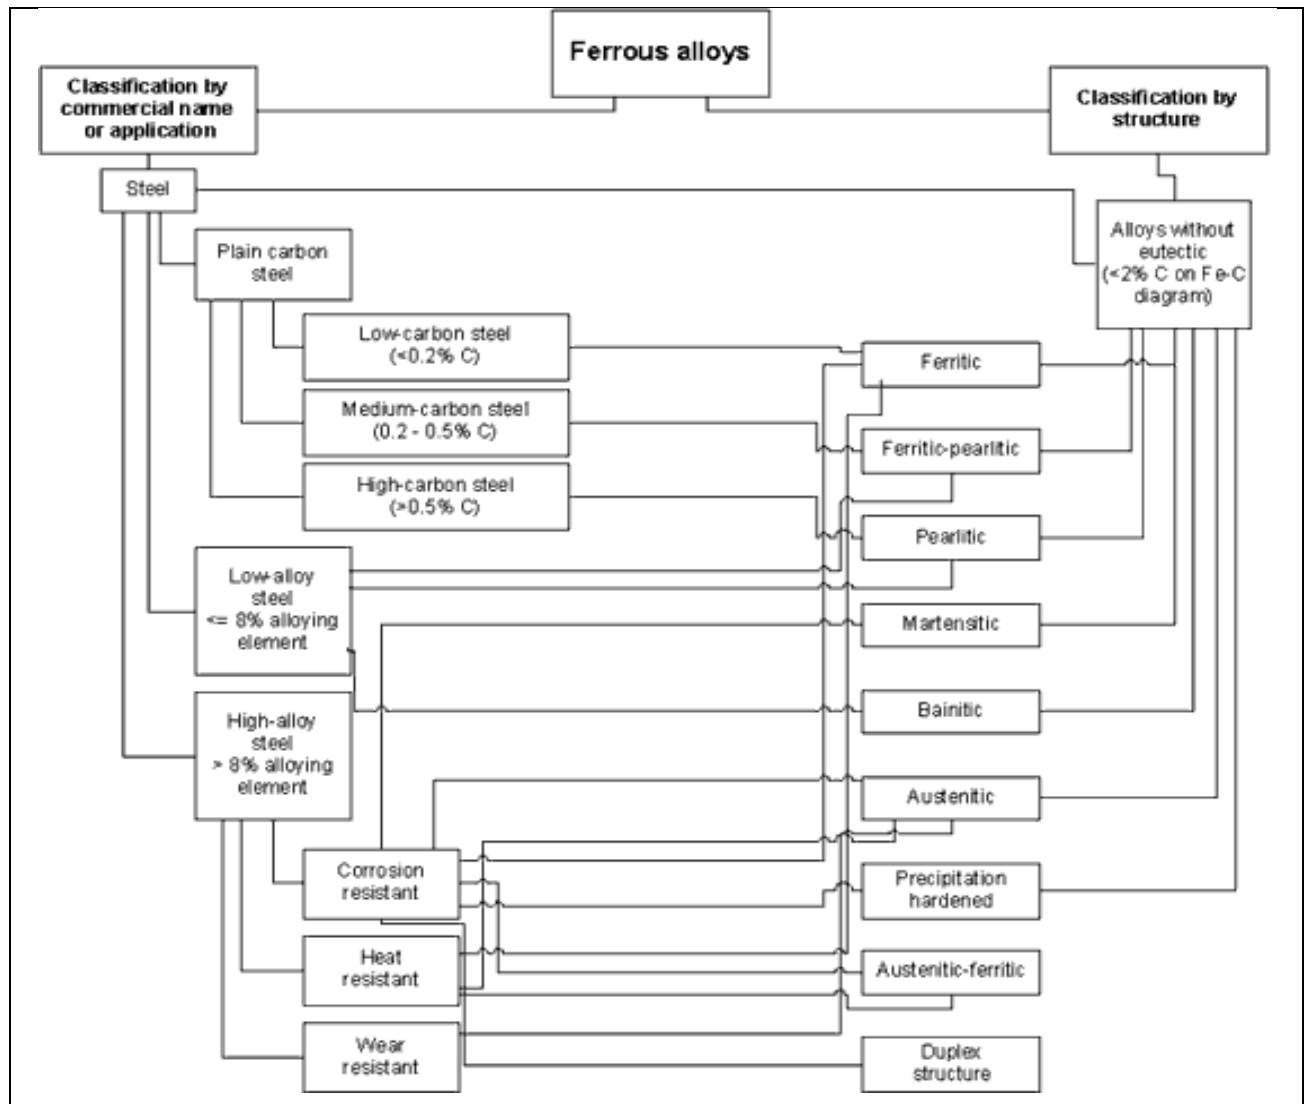 Ferrous alloys
Classification by
commercial name
or application
Classification by
structure
Steel
Alloys without
eutectic
(<2% C on Fe-C
diagram)
Plain carbon
steel
Low-carbon steel
(<0.2% C)
Medium-carbon steel
(0.2 - 0.5% C)
High-carbon steel
(>0.5% C)
Low-alloy
steel
<= 8% alloying
element
High-alloy
steel
> 8% alloying
element
Corrosion
resistant
Heat
resistant
Wear
resistant
Ferritic
Ferritic-pearlitic
Pearlitic
Martensitic
Bainitic
Austenitic
Precipitation
hardened
Austenitic-ferritic
Duplex
structure